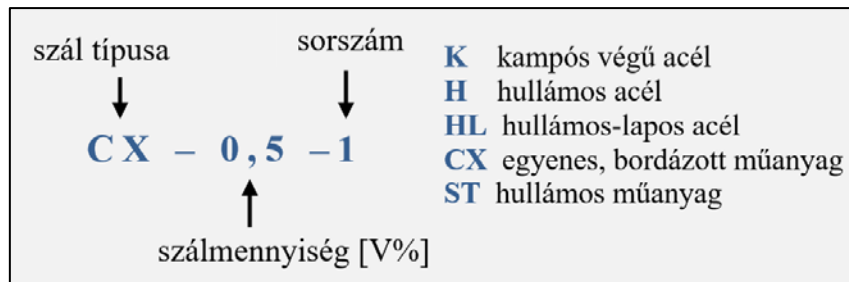 szál típusa
sorszám
CX – 0,5 –1
szálmennyiség [V%]
K kampós végű acél
H hullámos acél
HL hullámos-lapos acél
CX egyenes, bordázott műanyag
ST hullámos műanyag